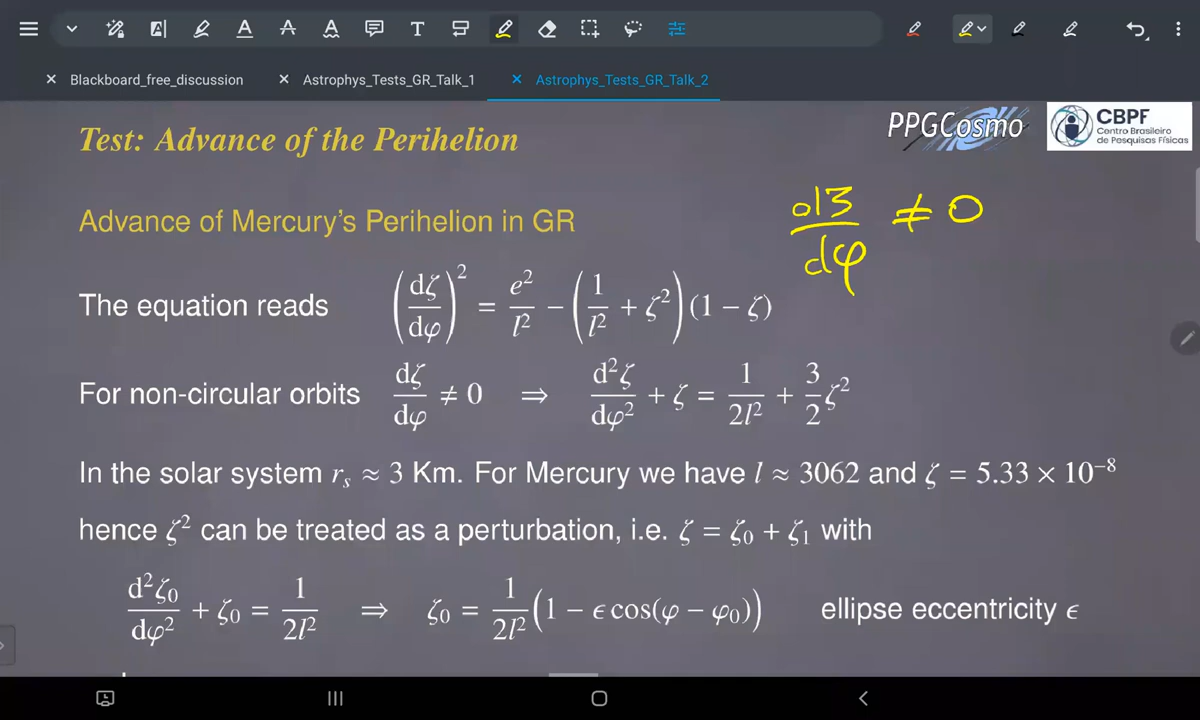 Blackboard_free_discussion Astrophys_Tests_GR_Talk_1 Astrophys_Tests_GR_Talk_2
Test: Advance of the Perihelion
PPGCosmo
CBPF
Centro Brasileiro
de Pesquisas Físicas
Advance of Mercury's Perihelion in GR
dζ/dφ ≠ 0
The equation reads (dζ/dφ)² = e²/l² − (1/l² + ζ²)(1 − ζ)
For non-circular orbits dζ/dφ ≠ 0 ⇒ d²ζ/dφ² + ζ = 1/2l² + 3/2 ζ²
In the solar system rₛ ≈ 3 Km. For Mercury we have l ≈ 3062 and ζ = 5.33 × 10⁻⁸
hence ζ² can be treated as a perturbation, i.e. ζ = ζ₀ + ζ₁ with
d²ζ₀/dφ² + ζ₀ = 1/2l² ⇒ ζ₀ = 1/2l² (1 − ϵ cos(φ − φ₀)) ellipse eccentricity ϵ